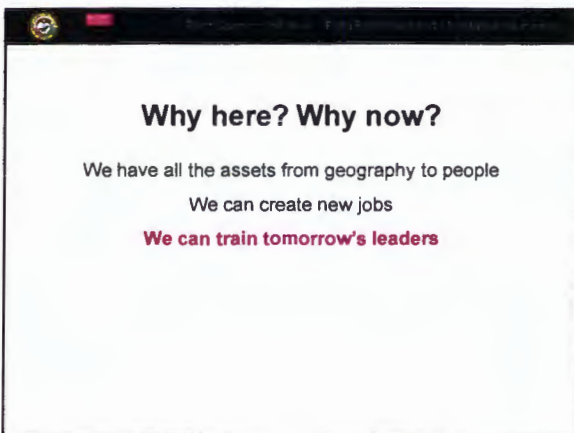 Why here? Why now?
We have all the assets from geography to people
We can create new jobs
We can train tomorrow's leaders